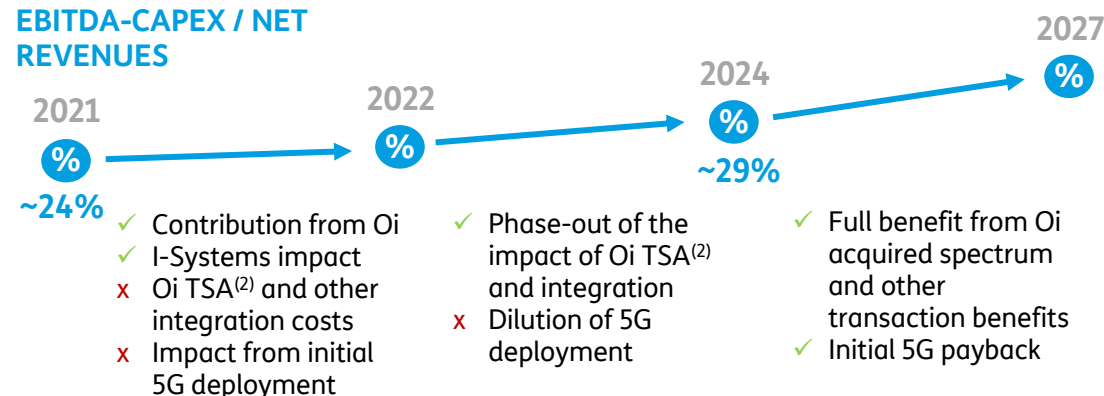 EBITDA-CAPEX / NET
REVENUES
2021
%
~24%
2022
%
2024
%
~29%
2027
%
✓ Contribution from Oi
✓ I-Systems impact
x Oi TSA(2) and other
integration costs
x Impact from initial
5G deployment
✓ Phase-out of the
impact of Oi TSA(2)
and integration
x Dilution of 5G
deployment
✓ Full benefit from Oi
acquired spectrum
and other
transaction benefits
✓ Initial 5G payback